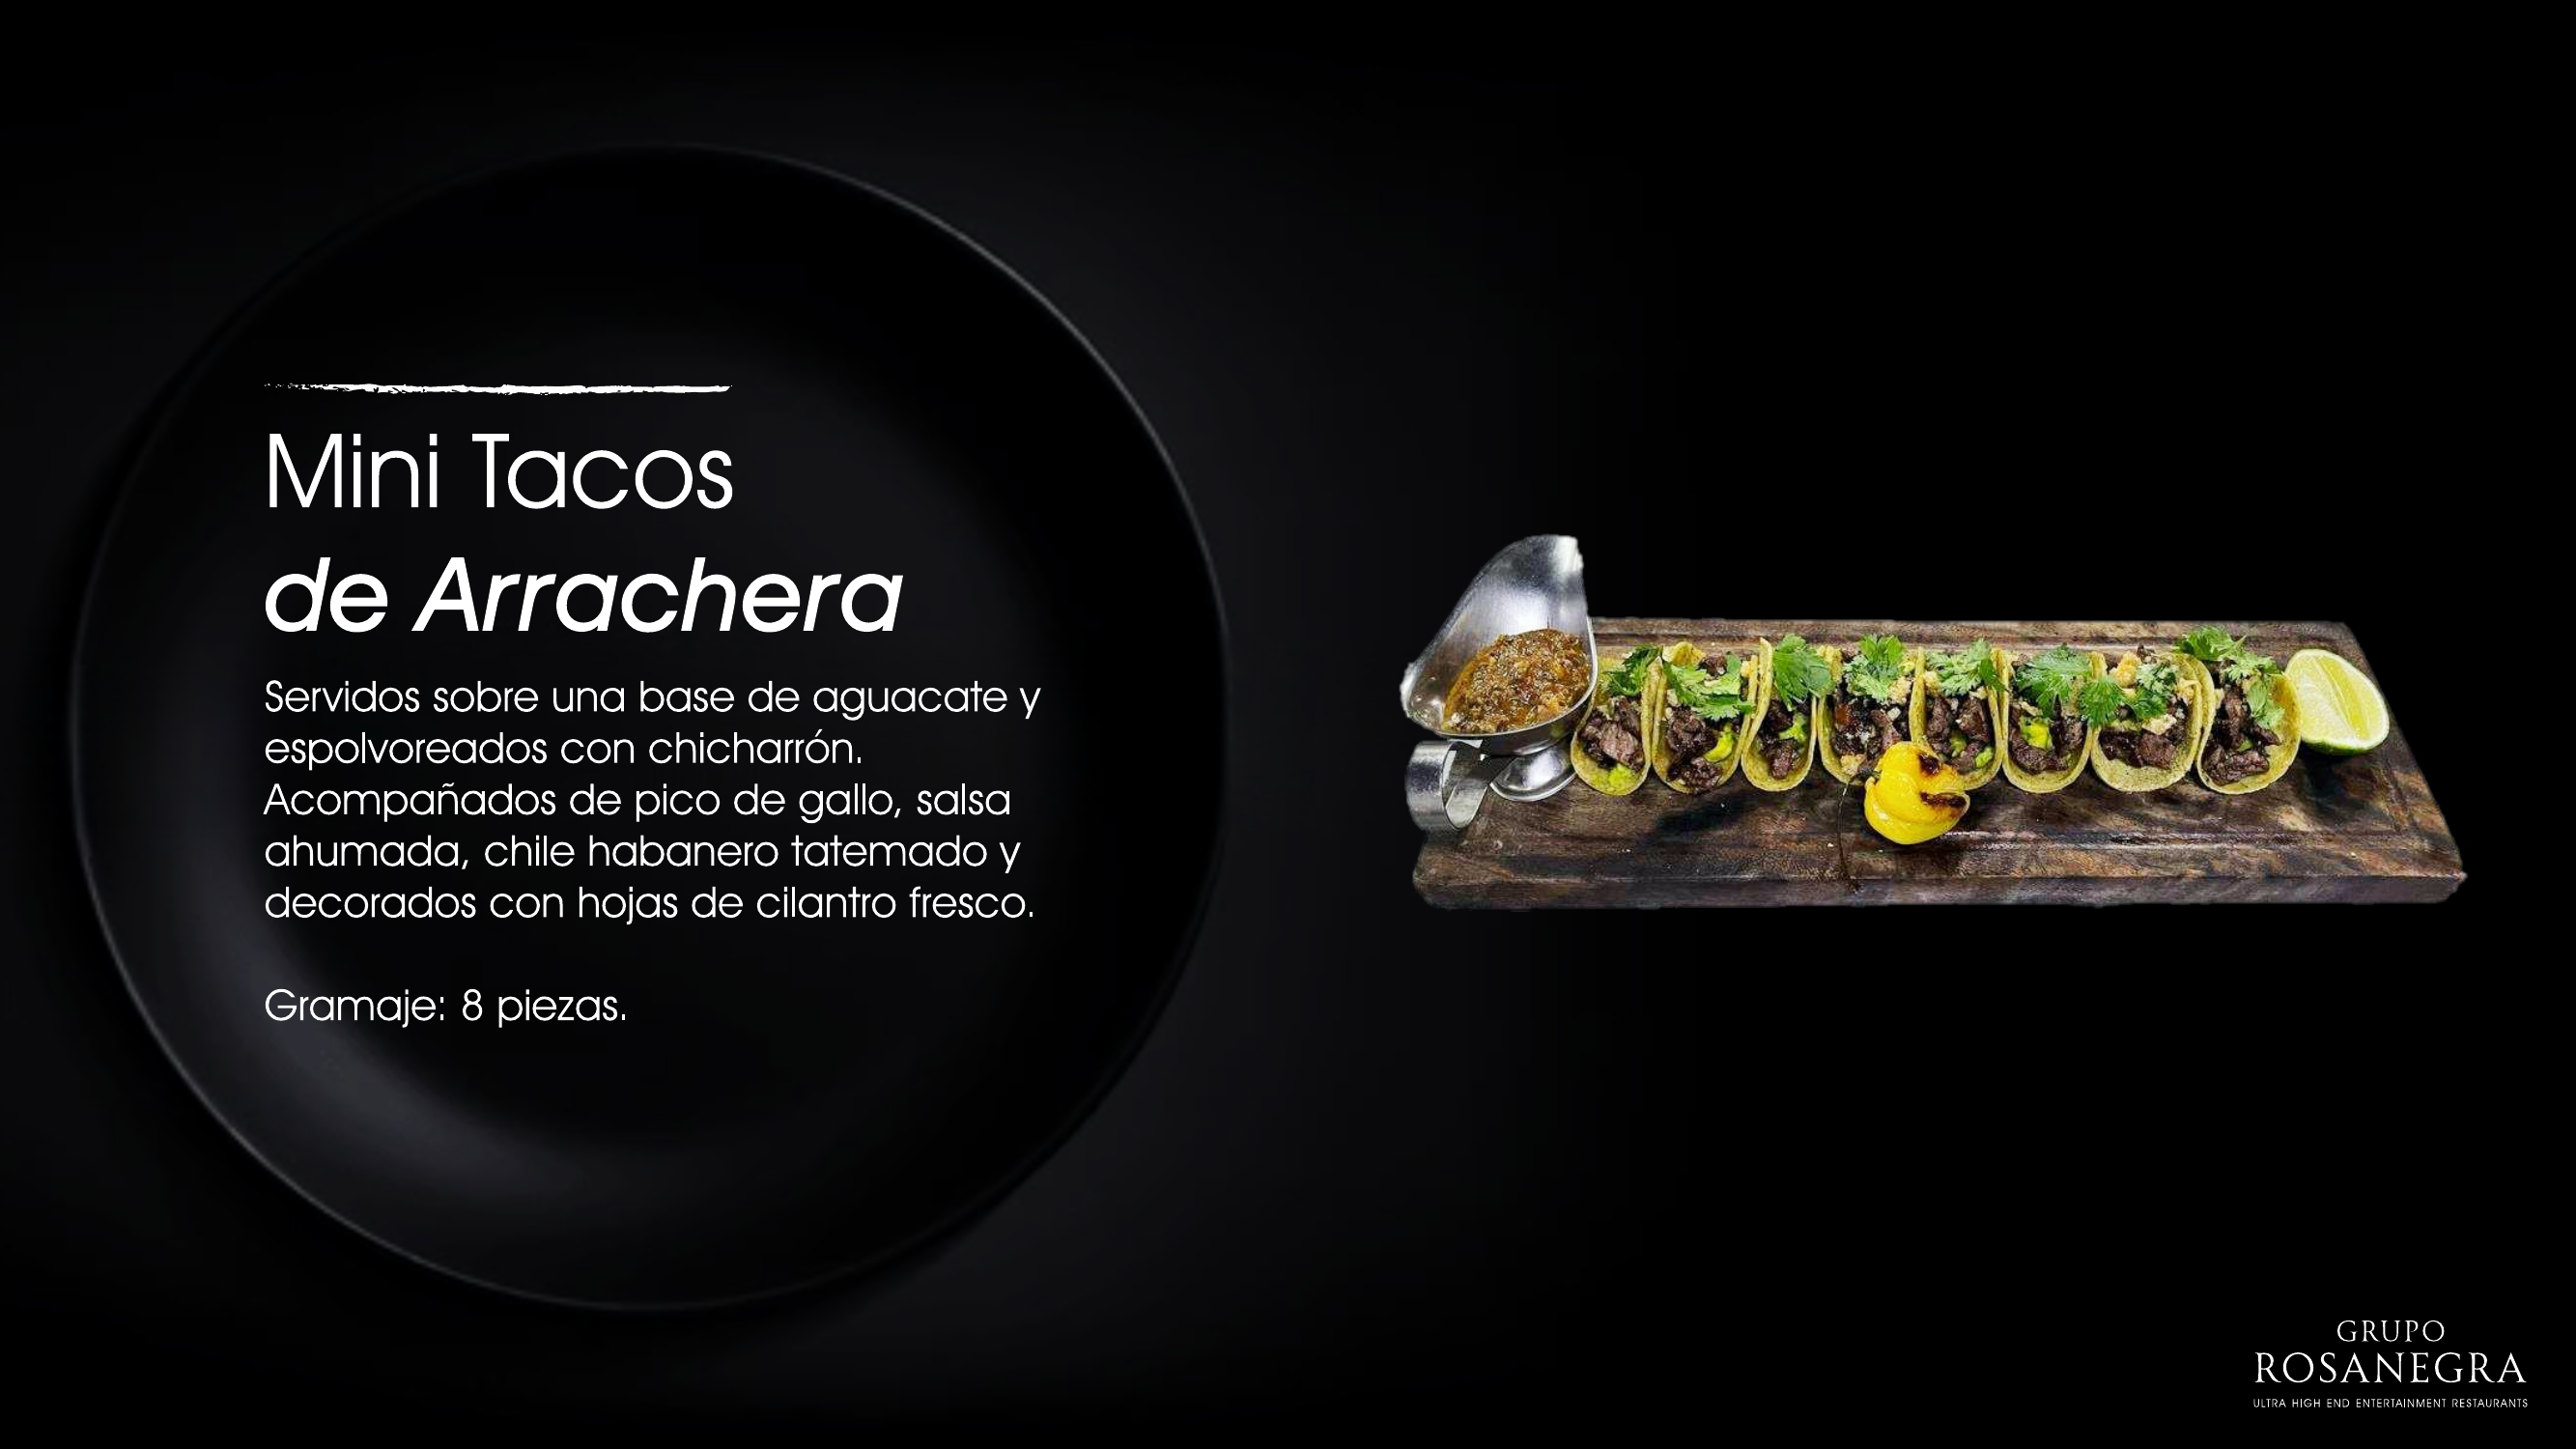 Mini Tacos
de Arrachera
Servidos sobre una base de aguacate y
espolvoreados con chicharrón.
Acompañados de pico de gallo, salsa
ahumada, chile habanero tatemado y
decorados con hojas de cilantro fresco.
Gramaje: 8 piezas.
GRUPO
ROSANEGRA
ULTRA HIGH END ENTERTAINMENT RESTAURANTS